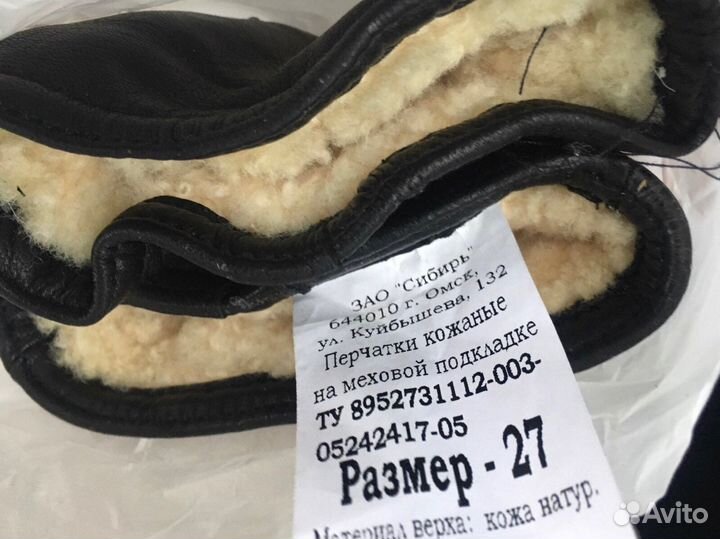 ЗАО "Сибирь"
644010 г. Омск,
ул. Куйбышева, 132
Перчатки кожаные
на меховой подкладке
ТУ 8952731112-003-
05242417-05
Размер - 27
Материал верха: кожа натур.
Avito